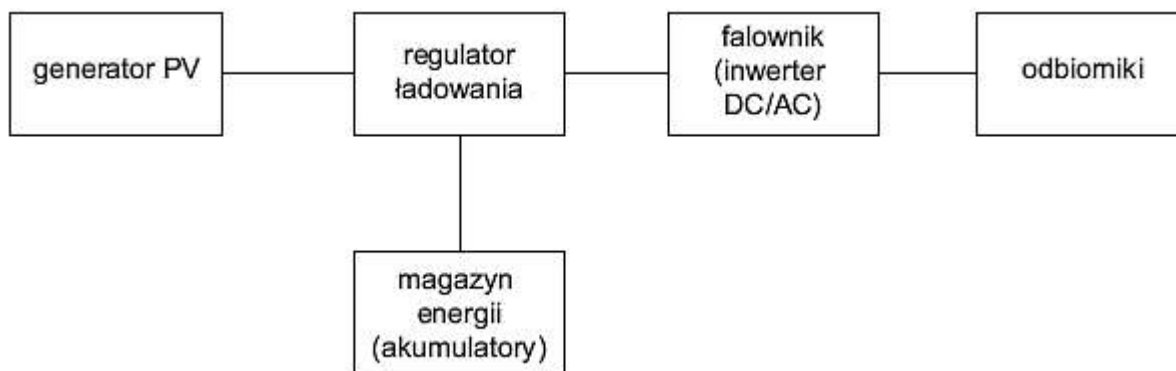 generator PV
regulator
ładowania
falownik
(inwerter
DC/AC)
odbiorniki
magazyn
energii
(akumulatory)